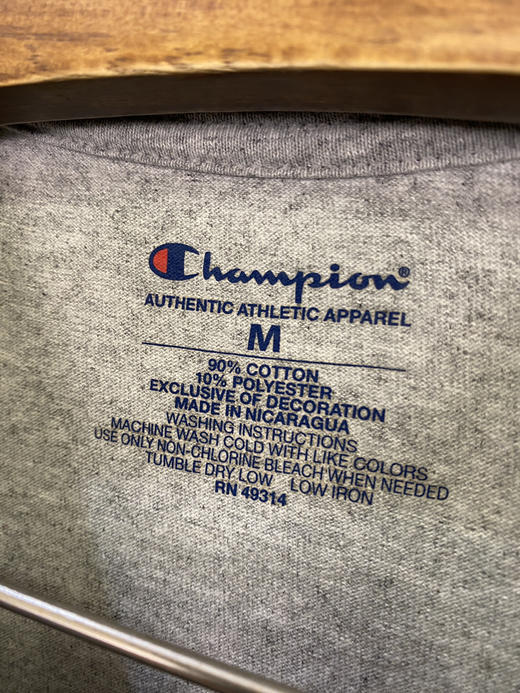 Champion®
AUTHENTIC ATHLETIC APPAREL
M
90% COTTON
10% POLYESTER
EXCLUSIVE OF DECORATION
MADE IN NICARAGUA
WASHING INSTRUCTIONS
MACHINE WASH COLD WITH LIKE COLORS
USE ONLY NON-CHLORINE BLEACH WHEN NEEDED
TUMBLE DRY LOW LOW IRON
RN 49314